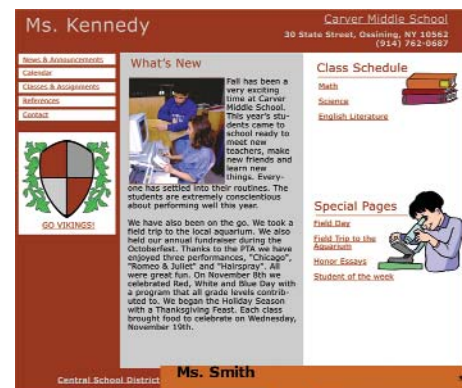 Ms. Kennedy
Carver Middle School
30 State Street, Ossining, NY 10562
(914) 762-0687
News & Announcements
Calendar
Classes & Assignments
References
Contact
GO VIKINGS!
What's New
Fall has been a
very exciting
time at Carver
Middle School.
This year's stu-
dents came to
school ready to
meet new
teachers, make
new friends and
learn new
things. Every-
one has settled into their routines. The
students are extremely conscientious
about performing well this year.
We have also been on the go. We took a
field trip to the local aquarium. We also
held our annual fundraiser during the
Octoberfest. Thanks to the PTA we have
enjoyed three performances, "Chicago",
"Romeo & Juliet" and "Hairspray". All
were great fun. On November 8th we
celebrated Red, White and Blue Day with
a program that all grade levels contrib-
uted to. We began the Holiday Season
with a Thanksgiving Feast. Each class
brought food to celebrate on Wednesday,
November 19th.
Class Schedule
Math
Science
English Literature
Special Pages
Field Day
Field Trip to the
Aquarium
Honor Essays
Student of the week
Central School District
Ms. Smith